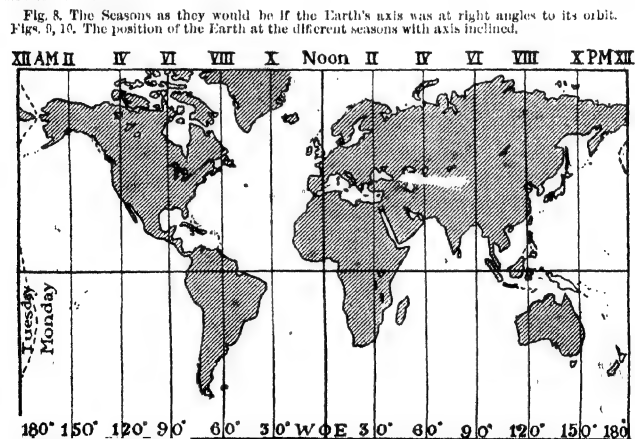 Fig. 8. The Seasons as they would be if the Earth's axis was at right angles to its orbit.
Figs. 9, 10. The position of the Earth at the different seasons with axis inclined.
XII AM II IV VI VIII X Noon II IV VI VIII X PM XII
Tuesday
Monday
180° 150° 120° 90° 60° 30° W 0 E 30° 60° 90° 120° 150° 180°